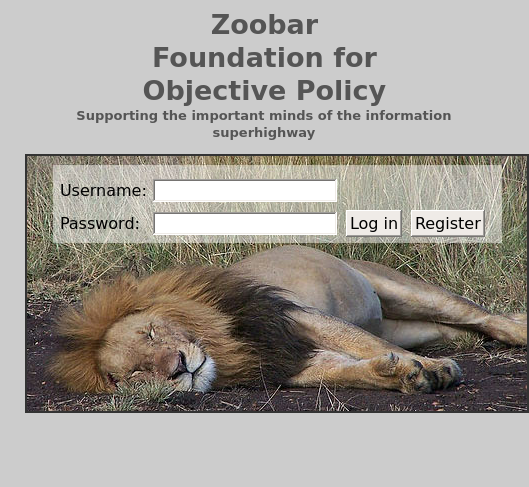 Zoobar
Foundation for
Objective Policy
Supporting the important minds of the information
superhighway
Username:
Password: Log in Register